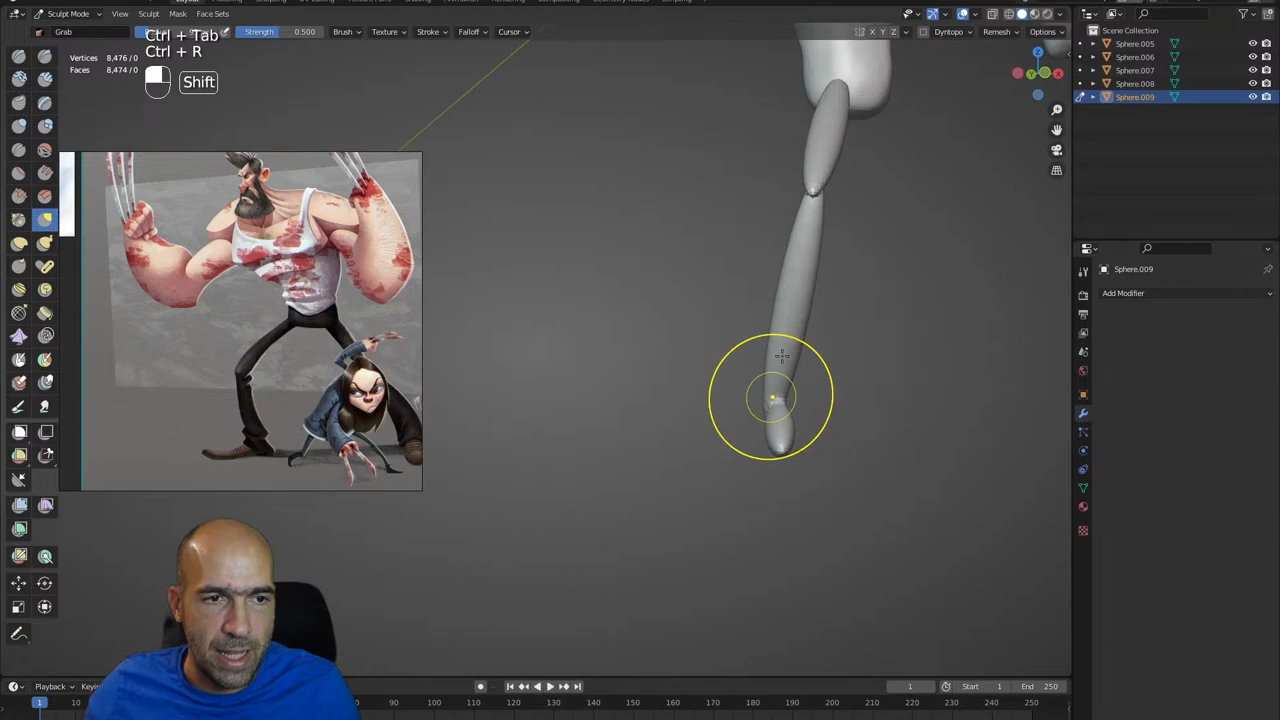 Layout
Sculpt Mode View Sculpt Mask Face Sets
Grab Strength 0.500 Brush Texture Stroke Falloff Cursor X Y Z Dyntopo Remesh Options
Ctrl + Tab
Ctrl + R
Shift
Vertices 8,476 / 0
Faces 8,474 / 0
Z
Y
X
Scene Collection
Sphere.005
Sphere.006
Sphere.007
Sphere.008
Sphere.009
Sphere.009
Add Modifier
Playback 1 Start 1 End 250
1 10 80 90 100 110 120 130 140 150 160 170 180 190 200 210 220 230 240 250